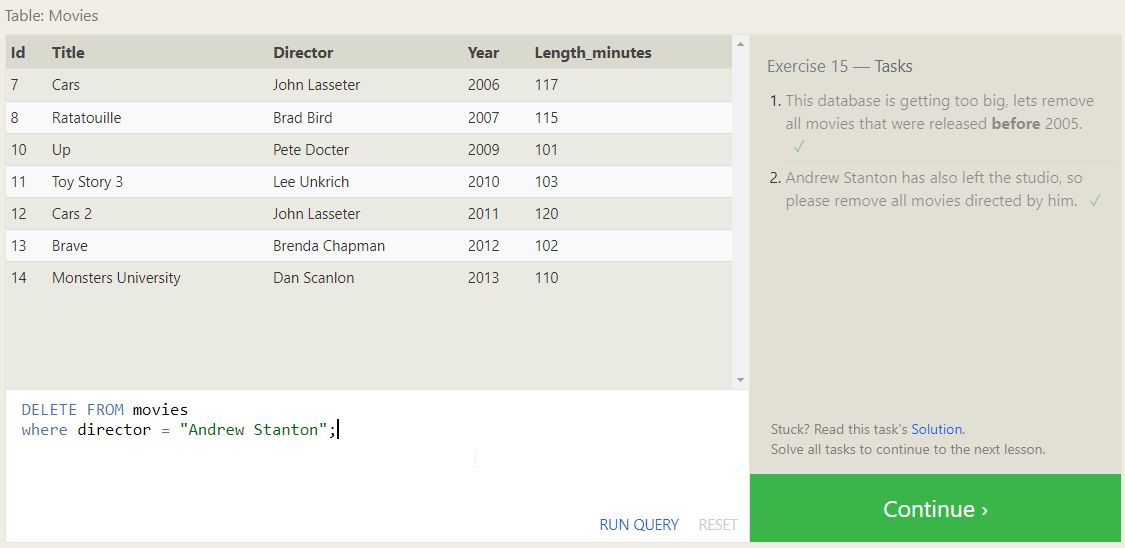 Table: Movies
Id Title Director Year Length_minutes
7 Cars John Lasseter 2006 117
8 Ratatouille Brad Bird 2007 115
10 Up Pete Docter 2009 101
11 Toy Story 3 Lee Unkrich 2010 103
12 Cars 2 John Lasseter 2011 120
13 Brave Brenda Chapman 2012 102
14 Monsters University Dan Scanlon 2013 110
DELETE FROM movies
where director = "Andrew Stanton";
RUN QUERY RESET
Exercise 15 — Tasks
1. This database is getting too big, lets remove
all movies that were released before 2005.
✓
2. Andrew Stanton has also left the studio, so
please remove all movies directed by him. ✓
Stuck? Read this task's Solution.
Solve all tasks to continue to the next lesson.
Continue ›